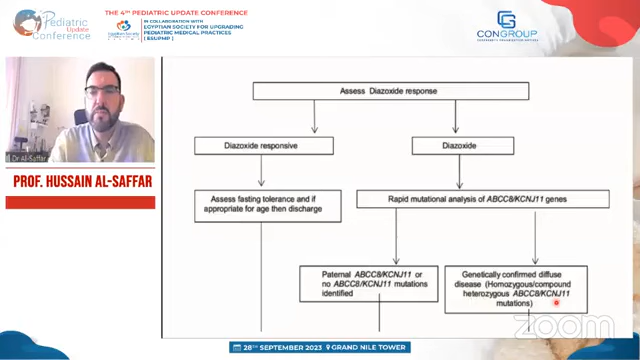 Pediatric
Update
Conference
THE 4TH PEDIATRIC UPDATE CONFERENCE
IN COLLABORATION WITH
EGYPTIAN SOCIETY FOR UPGRADING
PEDIATRIC MEDICAL PRACTICES
( ESUPMP )
Egyptian Society
CONGROUP
Dr Al-Saffar
PROF. HUSSAIN AL-SAFFAR
Assess Diazoxide response
Diazoxide responsive
Diazoxide
Assess fasting tolerance and if
appropriate for age then discharge
Rapid mutational analysis of ABCC8/KCNJ11 genes
Paternal ABCC8/KCNJ11 or
no ABCC8/KCNJ11 mutations
identified
Genetically confirmed diffuse
disease (Homozygous/compound
heterozygous ABCC8/KCNJ11
mutations)
zoom
28TH SEPTEMBER 2023 GRAND NILE TOWER